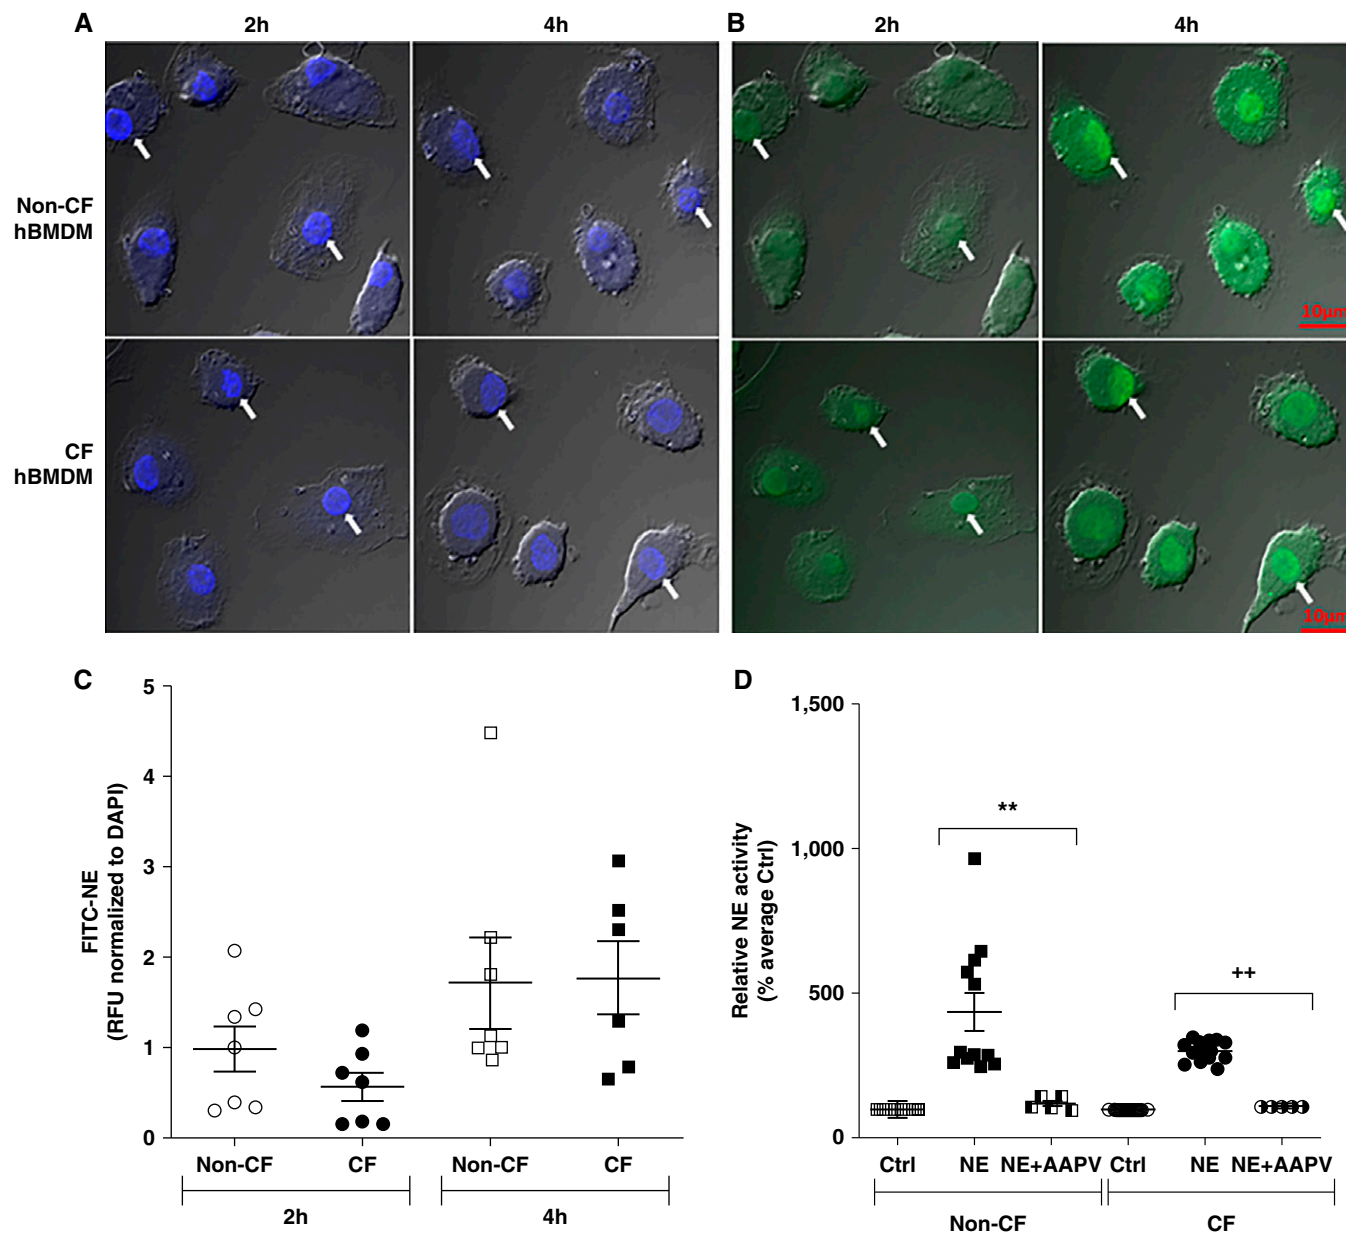 A
2h
4h
B
2h
4h
Non-CF
hBMDM
10μm
CF
hBMDM
10μm
C
5
4
3
2
1
0
FITC-NE
(RFU normalized to DAPI)
Non-CF
CF
Non-CF
CF
2h
4h
D
1,500
1,000
500
0
Relative NE activity
(% average Ctrl)
**
++
Ctrl
NE
NE+AAPV
Ctrl
NE
NE+AAPV
Non-CF
CF